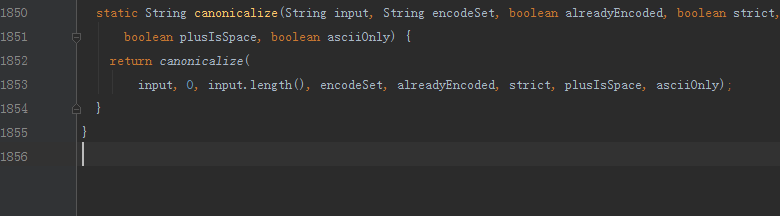 1850 static String canonicalize(String input, String encodeSet, boolean alreadyEncoded, boolean strict,
1851 boolean plusIsSpace, boolean asciiOnly) {
1852 return canonicalize(
1853 input, 0, input.length(), encodeSet, alreadyEncoded, strict, plusIsSpace, asciiOnly);
1854 }
1855 }
1856